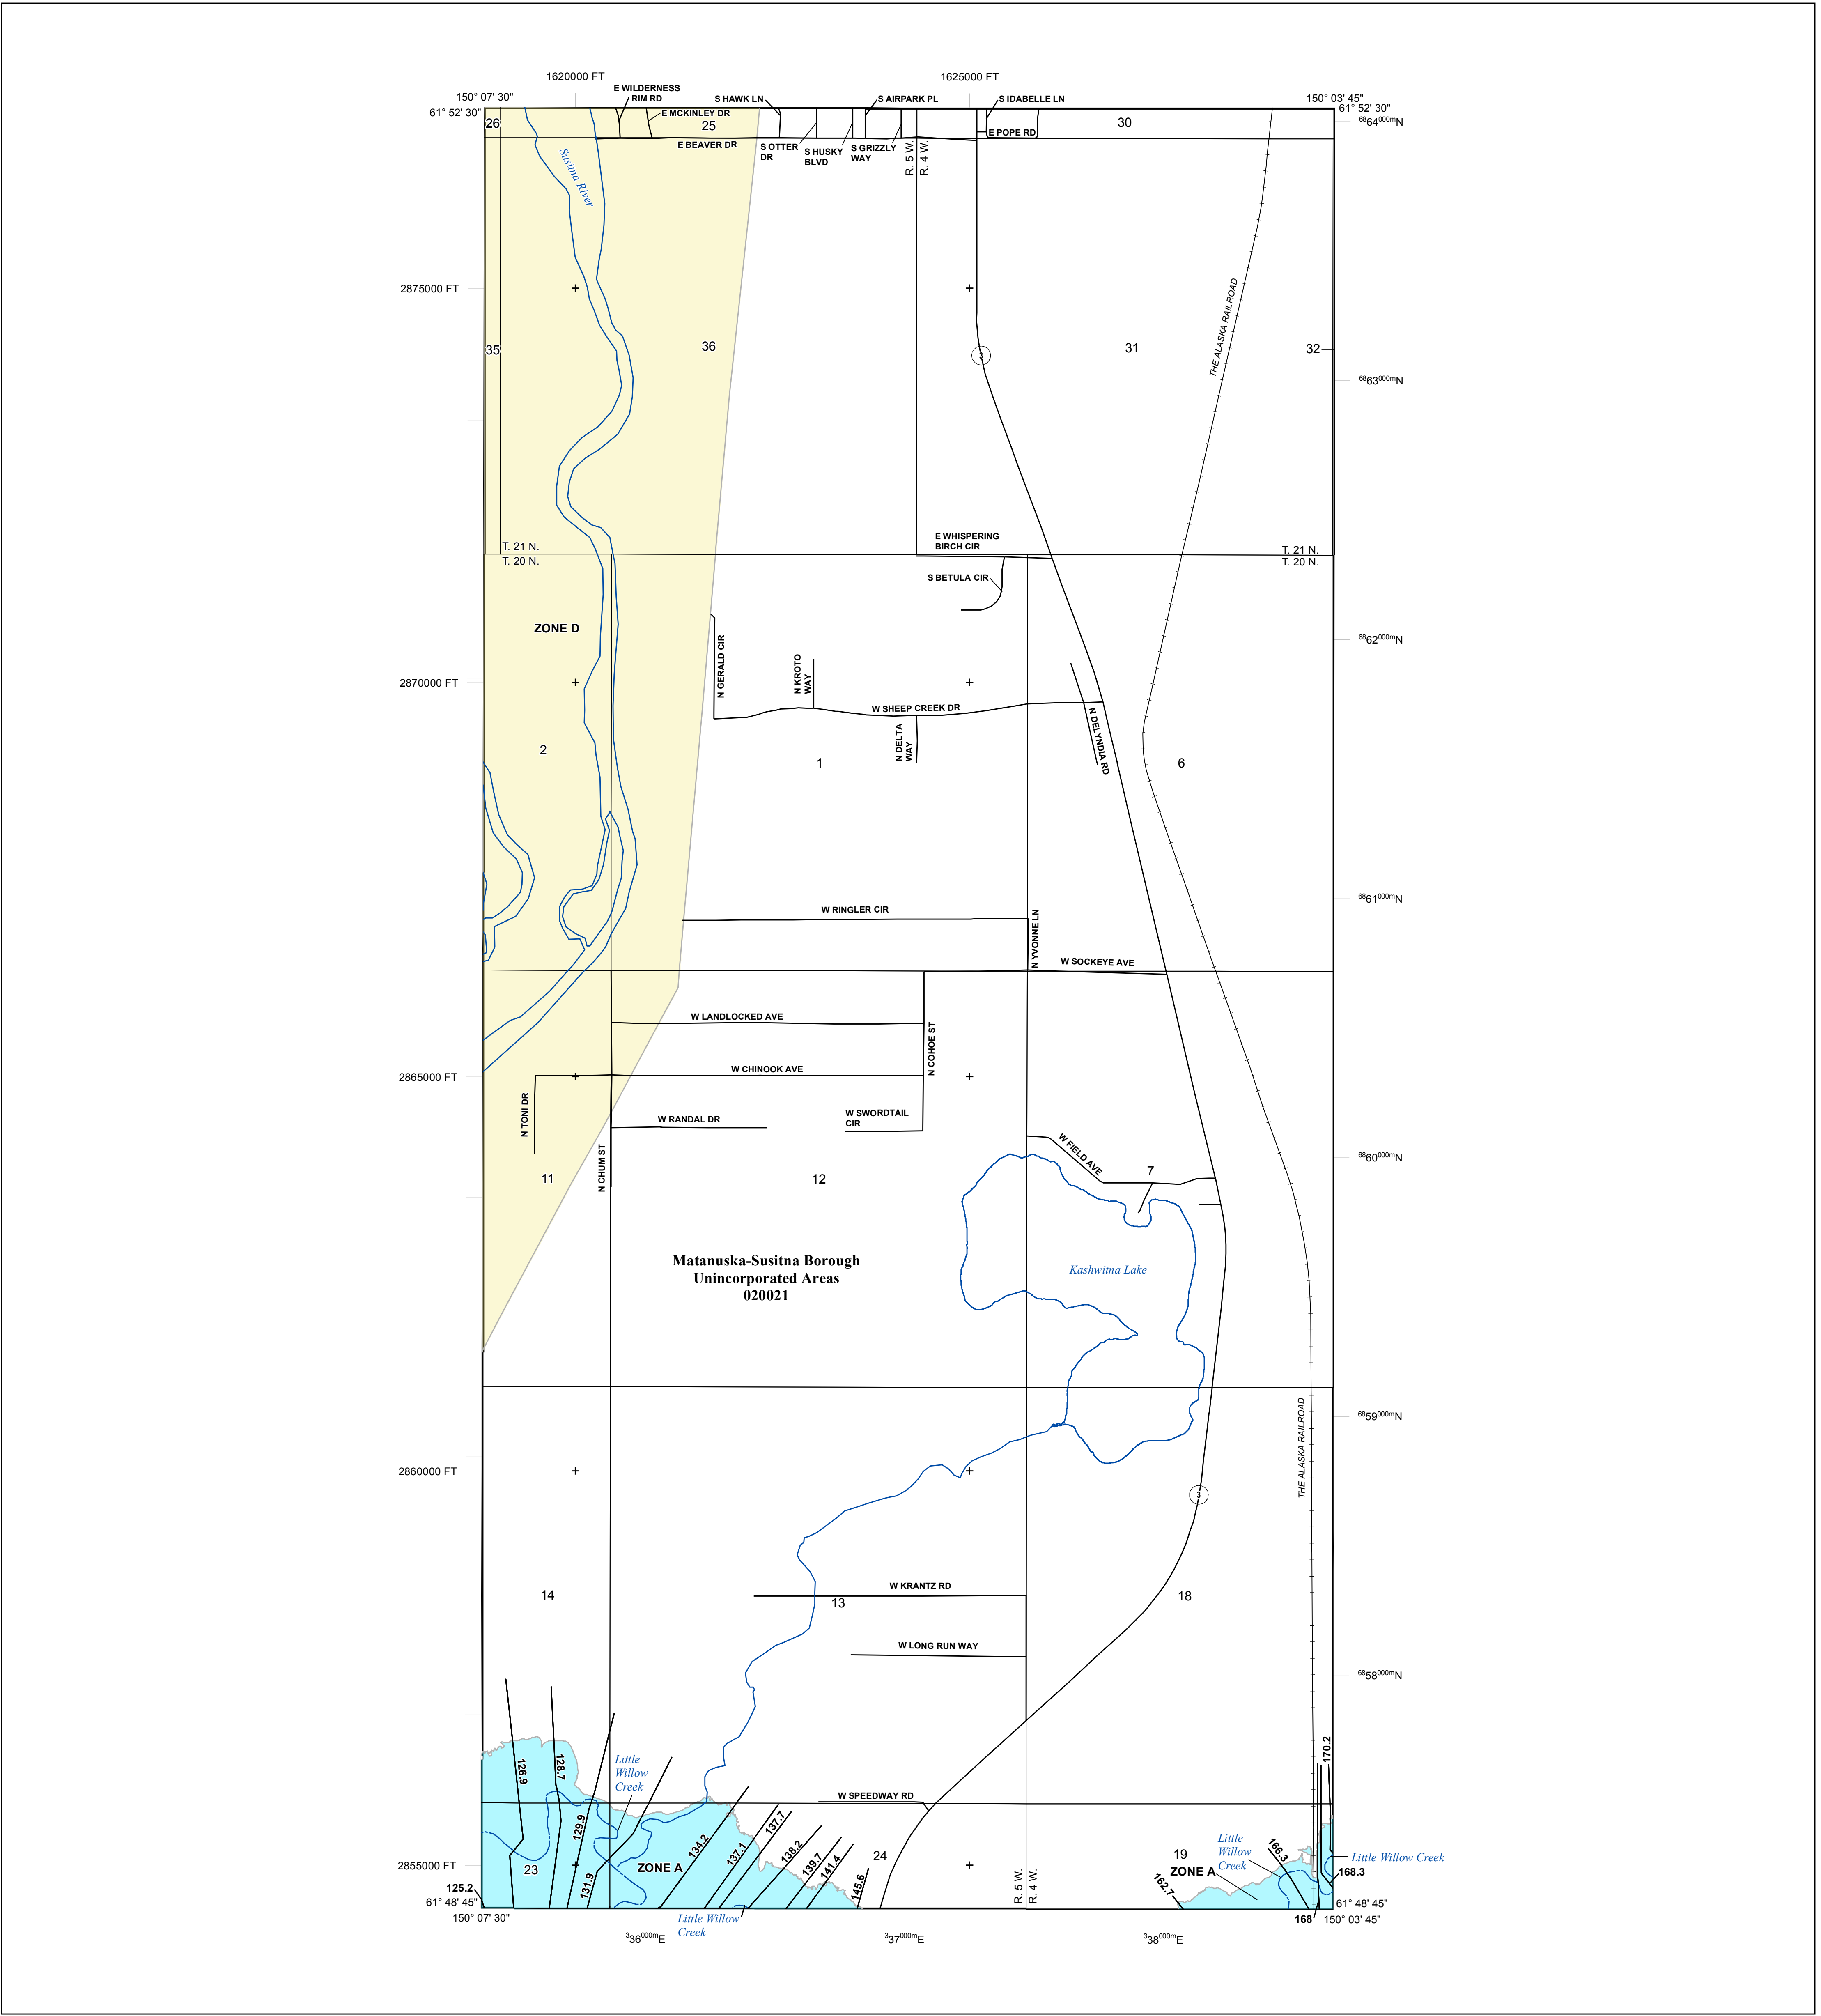 1620000 FT
1625000 FT
150° 07' 30"
150° 03' 45"
61° 52' 30"
61° 52' 30"
E WILDERNESS
RIM RD
E MCKINLEY DR
S HAWK LN
S AIRPARK PL
S IDABELLE LN
6864000mN
26
25
30
E POPE RD
E BEAVER DR
S OTTER
DR
S HUSKY
BLVD
S GRIZZLY
WAY
R. 5 W.
R. 4 W.
Susitna River
2875000 FT
THE ALASKA RAILROAD
35
36
3
31
32
6863000mN
T. 21 N.
T. 20 N.
E WHISPERING
BIRCH CIR
T. 21 N.
T. 20 N.
S BETULA CIR
ZONE D
6862000mN
N GERALD CIR
N KROTO
WAY
2870000 FT
W SHEEP CREEK DR
N DELTA
WAY
N DELYNDIA RD
2
1
6
6861000mN
W RINGLER CIR
N YVONNE LN
W SOCKEYE AVE
W LANDLOCKED AVE
N COHOE ST
W CHINOOK AVE
2865000 FT
N TONI DR
W RANDAL DR
W SWORDTAIL
CIR
N CHUM ST
W FIELD AVE
6860000mN
11
12
7
Matanuska-Susitna Borough
Unincorporated Areas
020021
Kashwitna Lake
6859000mN
THE ALASKA RAILROAD
2860000 FT
3
14
W KRANTZ RD
13
18
W LONG RUN WAY
6858000mN
126.9
128.7
Little
Willow
Creek
170.2
W SPEEDWAY RD
129.9
134.2
137.1
137.7
138.2
139.7
141.4
145.6
24
19
Little
Willow
Creek
166.3
Little Willow Creek
2855000 FT
23
131.9
ZONE A
ZONE A
162.7
168.3
125.2
61° 48' 45"
150° 07' 30"
R. 5 W.
R. 4 W.
61° 48' 45"
168
150° 03' 45"
Little Willow
Creek
336000mE
337000mE
338000mE